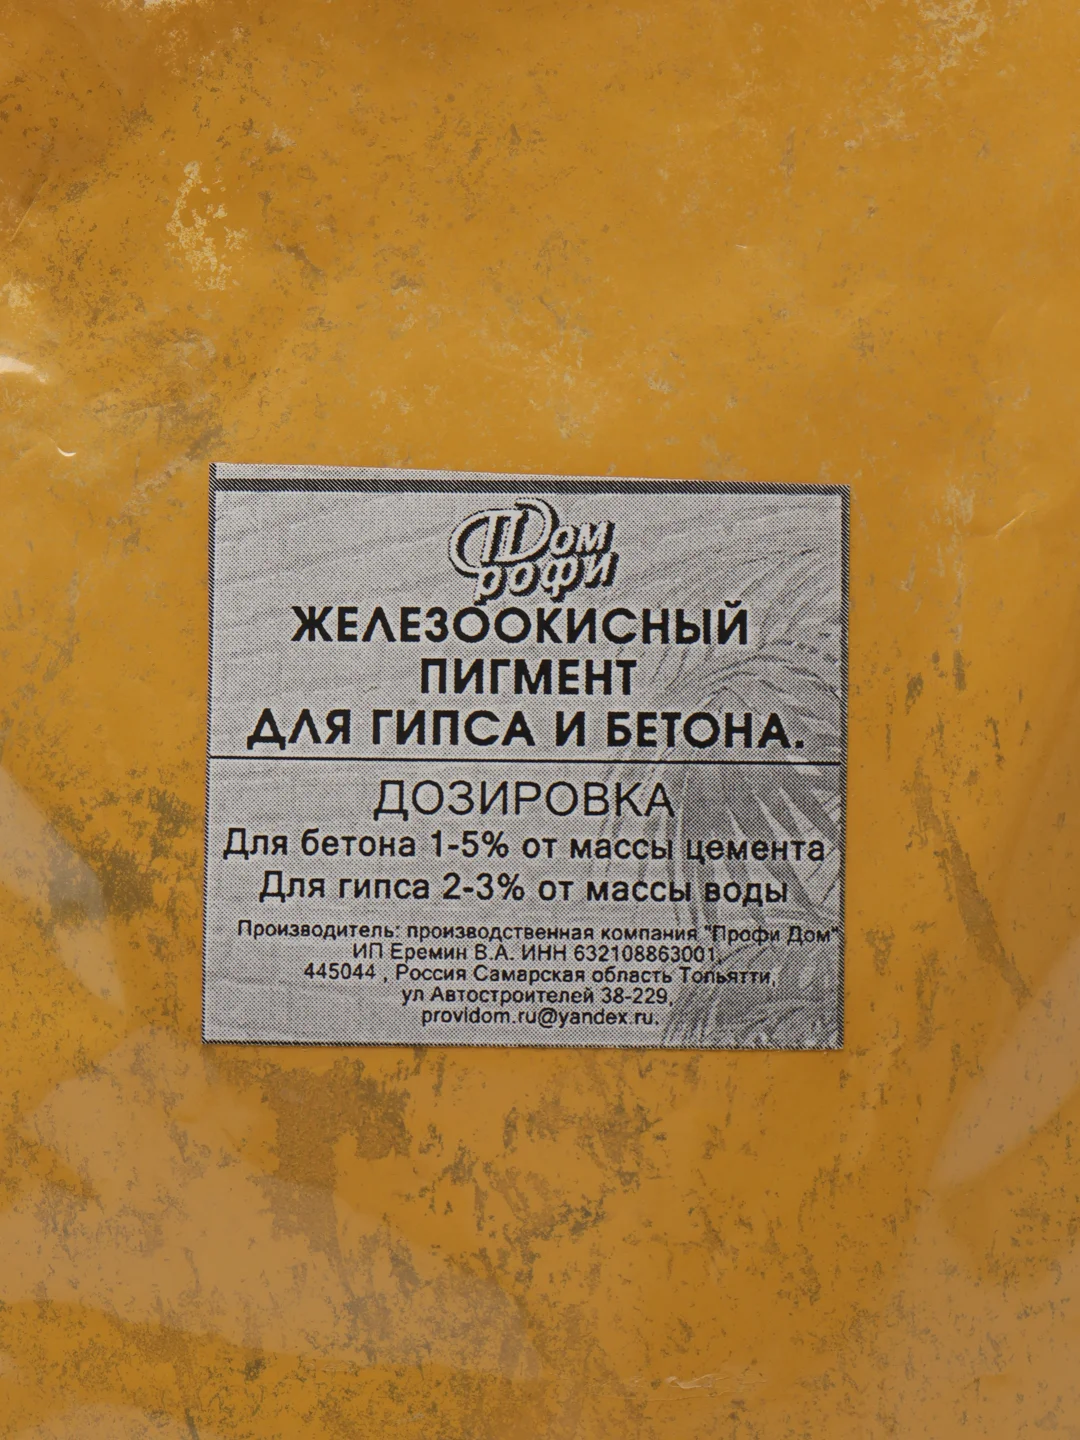 Дом
Профи
ЖЕЛЕЗООКИСНЫЙ
ПИГМЕНТ
ДЛЯ ГИПСА И БЕТОНА.
ДОЗИРОВКА
Для бетона 1-5% от массы цемента
Для гипса 2-3% от массы воды
Производитель: производственная компания "Профи Дом"
ИП Еремин В.А. ИНН 632108863001,
445044 , Россия Самарская область Тольятти,
ул Автостроителей 38-229,
providom.ru@yandex.ru.